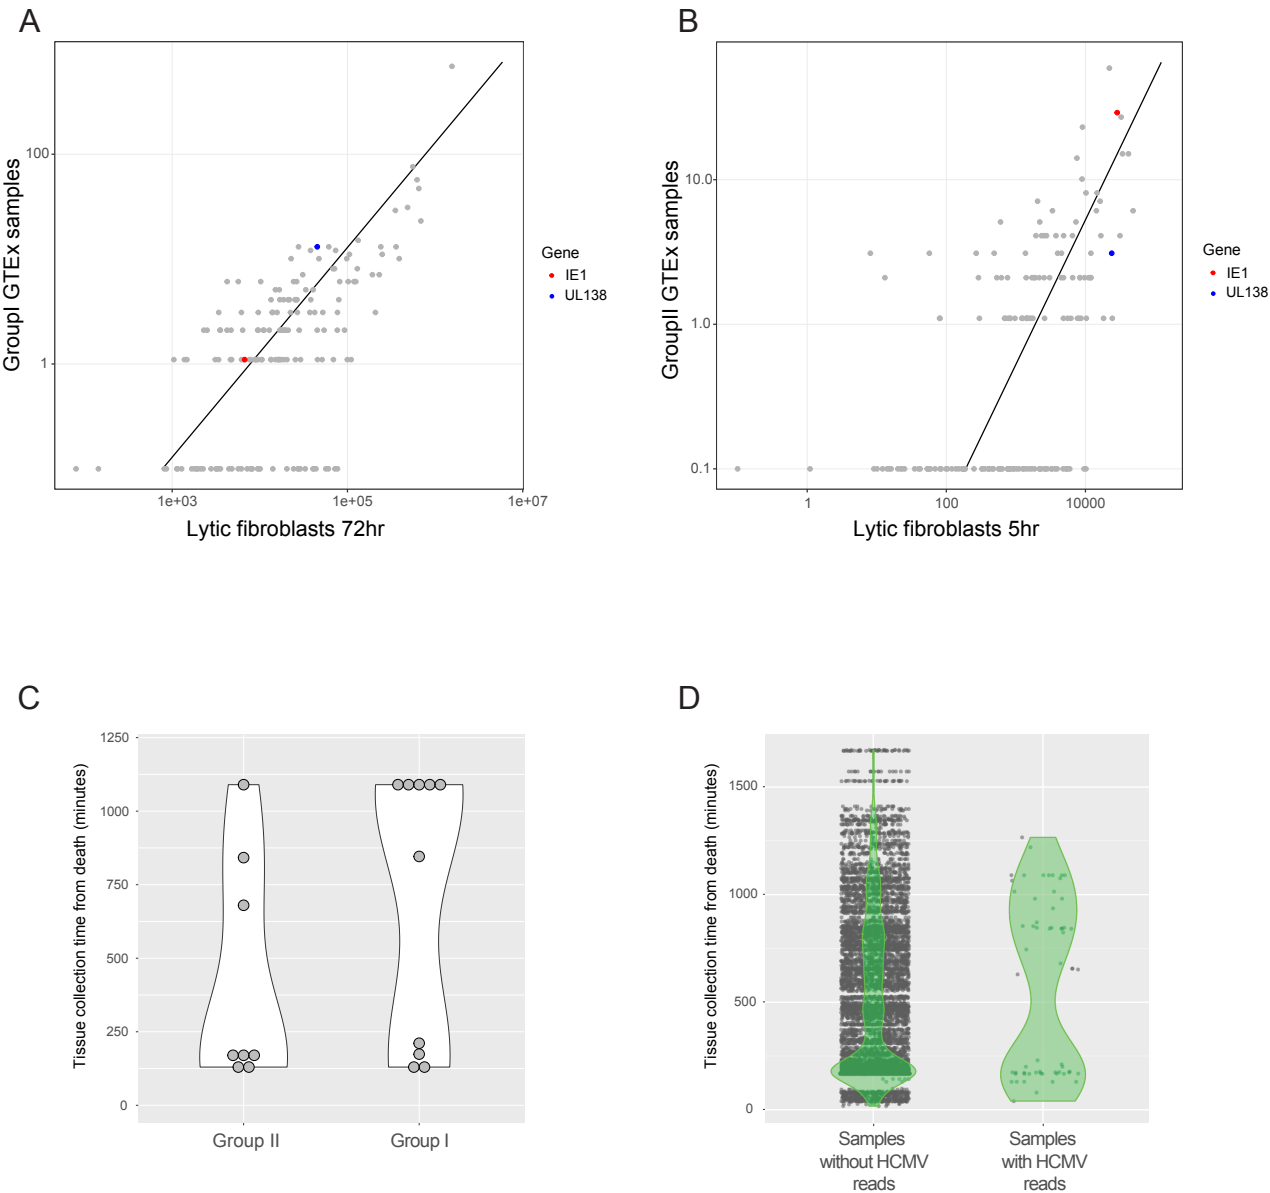 A
GroupI GTEx samples
100
1
1e+03
1e+05
1e+07
Lytic fibroblasts 72hr
Gene
IE1
UL138
B
GroupII GTEx samples
10.0
1.0
0.1
1
100
10000
Lytic fibroblasts 5hr
Gene
IE1
UL138
C
Tissue collection time from death (minutes)
1250
1000
750
500
250
0
Group II
Group I
D
Tissue collection time from death (minutes)
1500
1000
500
0
Samples
without HCMV
reads
Samples
with HCMV
reads